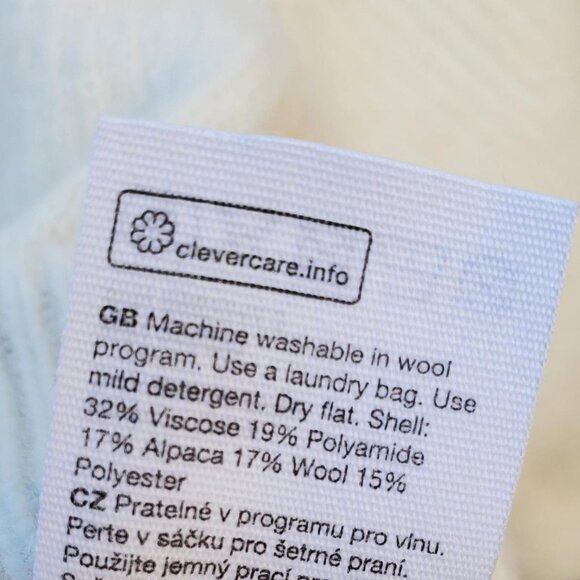 clevercare.info
GB Machine washable in wool
program. Use a laundry bag. Use
mild detergent. Dry flat. Shell:
32% Viscose 19% Polyamide
17% Alpaca 17% Wool 15%
Polyester
CZ Pratelné v programu pro vlnu.
Perte v sáčku pro šetrné praní.
Použijte jemný prací